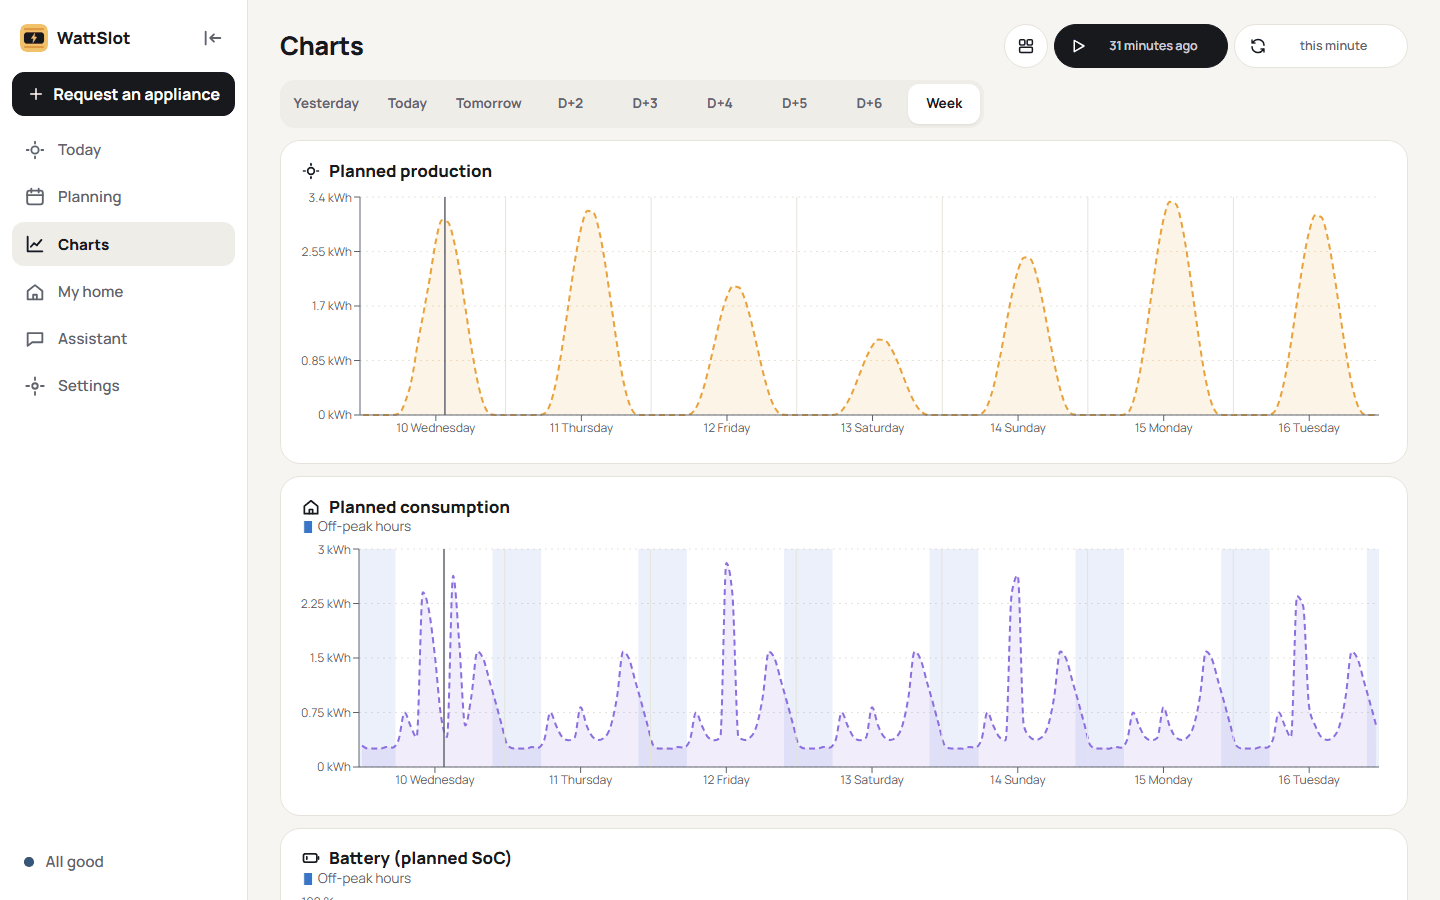 WattSlot
Request an appliance
Today
Planning
Charts
My home
Assistant
Settings
All good
Charts
31 minutes ago
this minute
Yesterday Today Tomorrow D+2 D+3 D+4 D+5 D+6 Week
Planned production
3.4 kWh
2.55 kWh
1.7 kWh
0.85 kWh
0 kWh
10 Wednesday 11 Thursday 12 Friday 13 Saturday 14 Sunday 15 Monday 16 Tuesday
Planned consumption
Off-peak hours
3 kWh
2.25 kWh
1.5 kWh
0.75 kWh
0 kWh
10 Wednesday 11 Thursday 12 Friday 13 Saturday 14 Sunday 15 Monday 16 Tuesday
Battery (planned SoC)
Off-peak hours
100 %